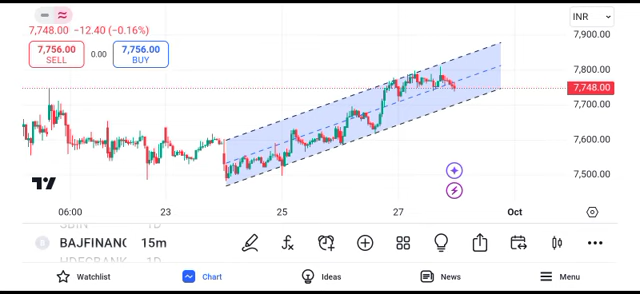 INR
7,748.00 −12.40 (−0.16%)
7,756.00
SELL
0.00
7,756.00
BUY
7,900.00
7,800.00
7,748.00
7,700.00
7,600.00
7,500.00
06:00
23
25
27
Oct
1D
BAJFINANC
15m
1D
Watchlist
Chart
Ideas
News
Menu